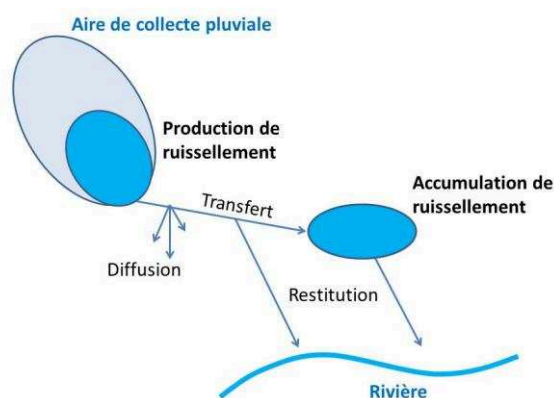 Aire de collecte pluviale
Production de
ruissellement
Transfert
Accumulation de
ruissellement
Diffusion
Restitution
Rivière